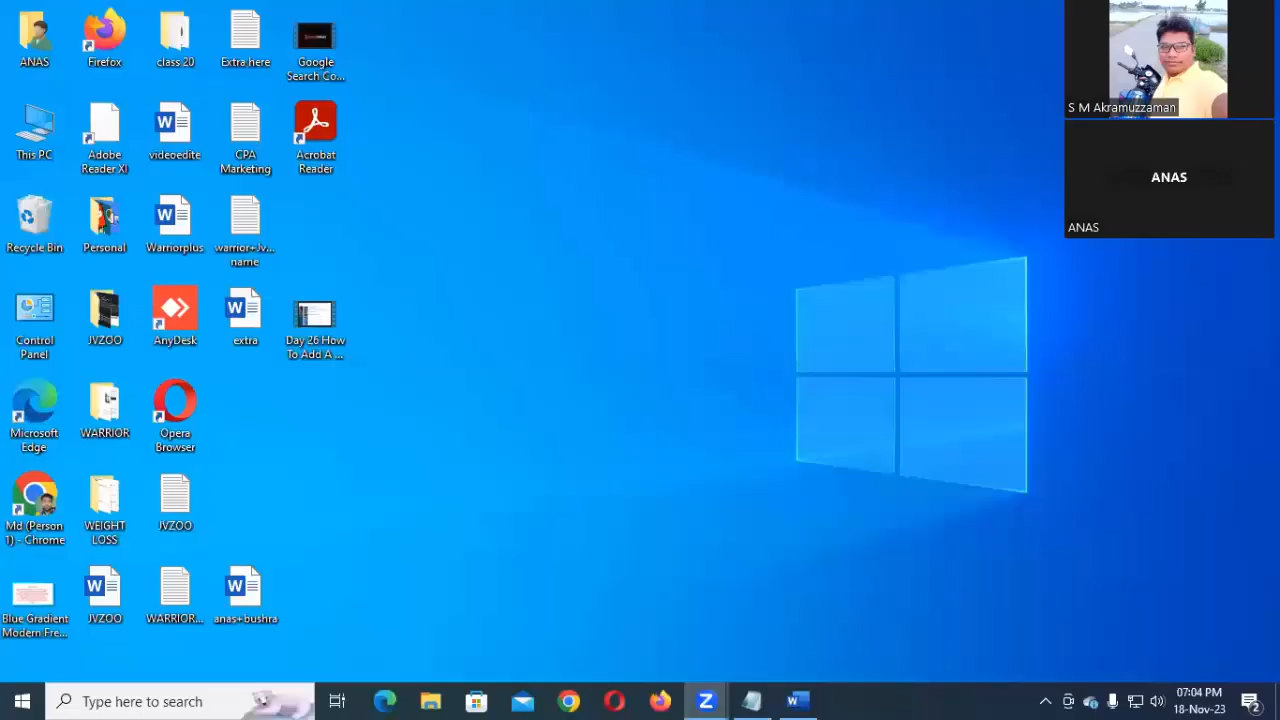 ANAS
Firefox
class 20
Extra here
Google
Search Co...
This PC
Adobe
Reader XI
videoedite
CPA
Marketing
Acrobat
Reader
Recycle Bin
Personal
Warriorplus
warrior+Jv...
name
Control
Panel
JVZOO
AnyDesk
extra
Day 26 How
To Add A ...
Microsoft
Edge
WARRIOR
Opera
Browser
Md (Person
1) - Chrome
WEIGHT
LOSS
JVZOO
Blue Gradient
Modern Fre...
JVZOO
WARRIOR...
anas+bushra
S M Akramuzzaman
ANAS
ANAS
Type here to search
07:04 PM
18-Nov-23
2